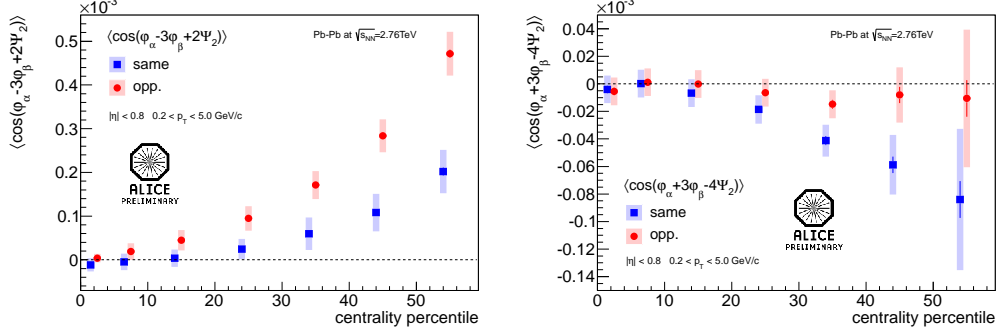 ×10⁻³
⟨cos(φα-3φβ+2Ψ₂)⟩
0.5
0.4
0.3
0.2
0.1
0
⟨cos(φα-3φβ+2Ψ₂)⟩
same
opp.
Pb-Pb at √sNN=2.76TeV
|η| < 0.8 0.2 < pT < 5.0 GeV/c
ALICE
PRELIMINARY
0 10 20 30 40 50
centrality percentile
×10⁻³
⟨cos(φα+3φβ-4Ψ₂)⟩
0.04
0.02
0
-0.02
-0.04
-0.06
-0.08
-0.1
-0.12
-0.14
Pb-Pb at √sNN=2.76TeV
⟨cos(φα+3φβ-4Ψ₂)⟩
same
opp.
|η| < 0.8 0.2 < pT < 5.0 GeV/c
ALICE
PRELIMINARY
0 10 20 30 40 50
centrality percentile